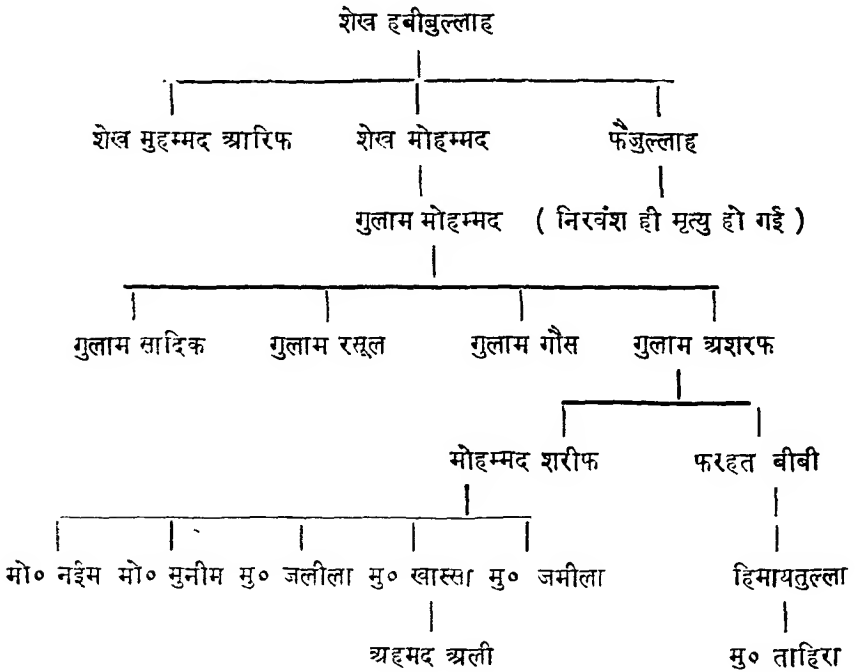 शेख हबीबुल्लाह
शेख मुहम्मद आरिफ शेख मोहम्मद फैजुल्लाह
गुलाम मोहम्मद ( निरवंश ही मृत्यु हो गई )
गुलाम सादिक गुलाम रसूल गुलाम गौस गुलाम अशरफ
मोहम्मद शरीफ फरहत बीबी
मो० नईम मो० मुनीम मु० जलीला मु० खास्सा मु० जमीला हिमायतुल्ला
अहमद अली मु० ताहिरा